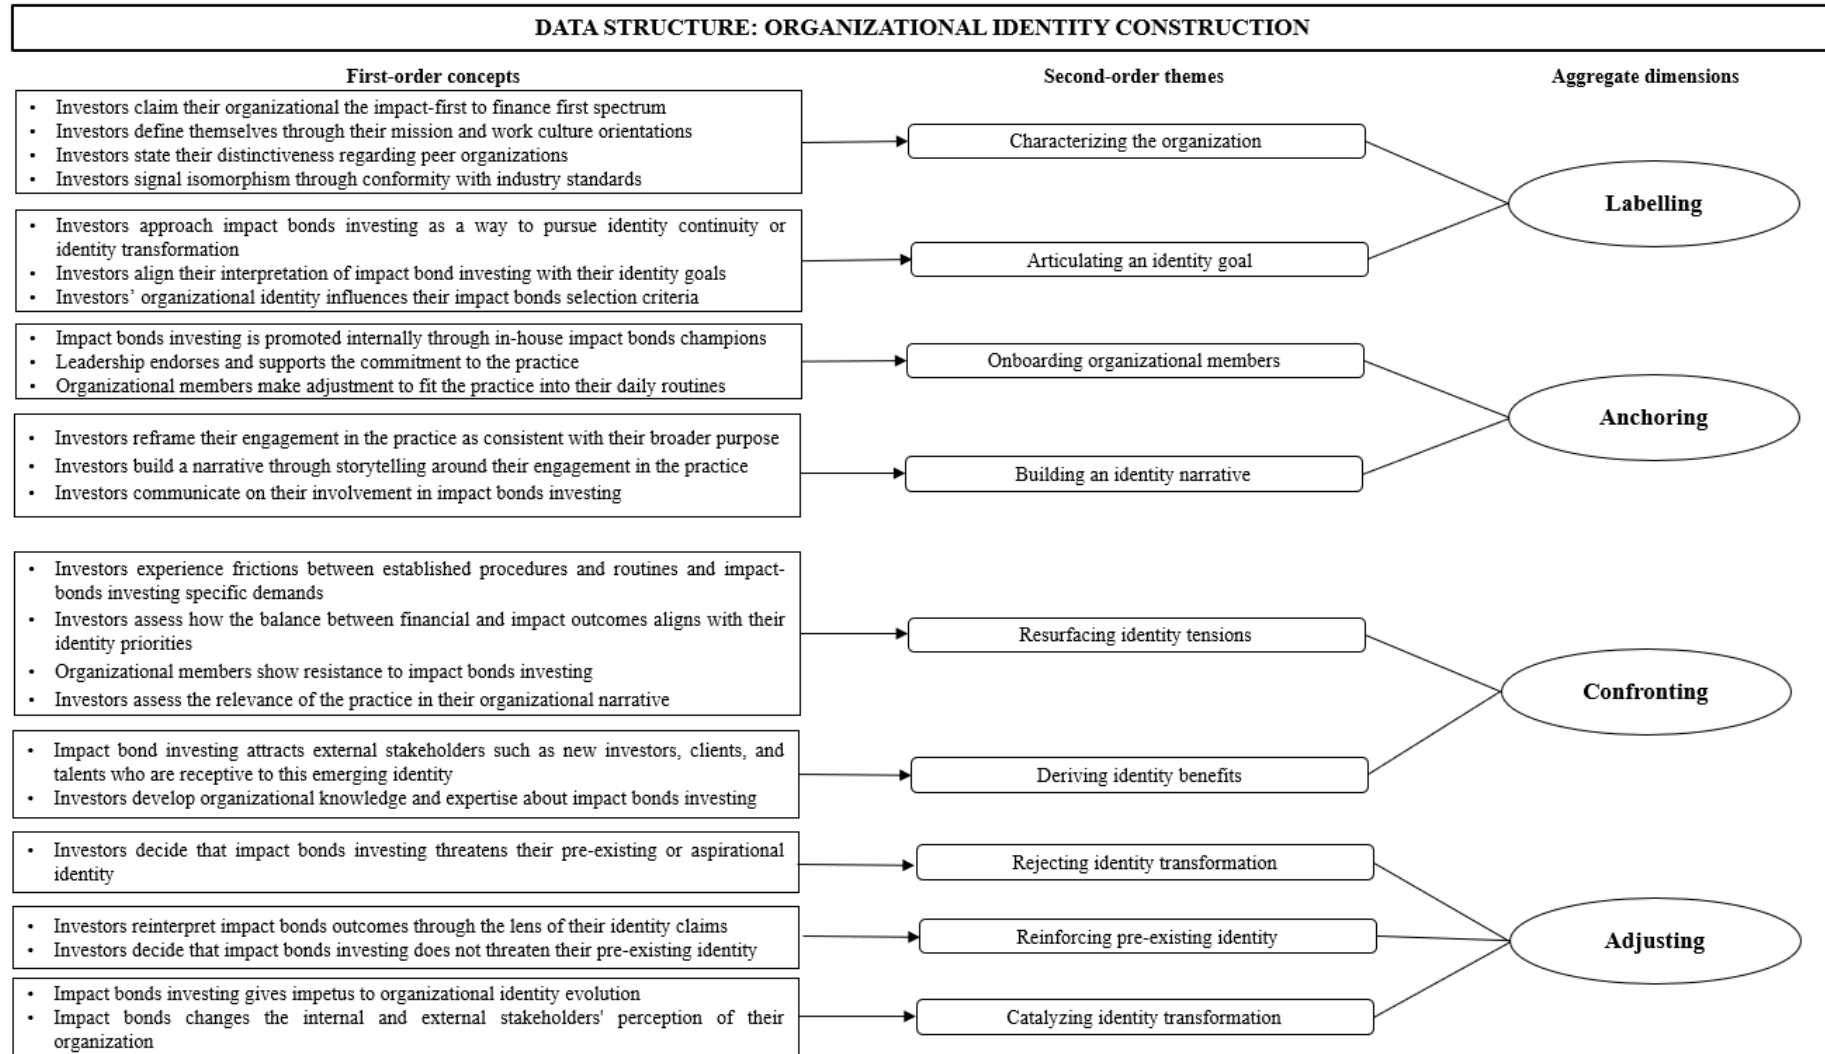 DATA STRUCTURE: ORGANIZATIONAL IDENTITY CONSTRUCTION
First-order concepts
Second-order themes
Aggregate dimensions
• Investors claim their organizational the impact-first to finance first spectrum
• Investors define themselves through their mission and work culture orientations
• Investors state their distinctiveness regarding peer organizations
• Investors signal isomorphism through conformity with industry standards
Characterizing the organization
Labelling
• Investors approach impact bonds investing as a way to pursue identity continuity or
identity transformation
• Investors align their interpretation of impact bond investing with their identity goals
• Investors' organizational identity influences their impact bonds selection criteria
Articulating an identity goal
• Impact bonds investing is promoted internally through in-house impact bonds champions
• Leadership endorses and supports the commitment to the practice
• Organizational members make adjustment to fit the practice into their daily routines
Onboarding organizational members
Anchoring
• Investors reframe their engagement in the practice as consistent with their broader purpose
• Investors build a narrative through storytelling around their engagement in the practice
• Investors communicate on their involvement in impact bonds investing
Building an identity narrative
• Investors experience frictions between established procedures and routines and impact-
bonds investing specific demands
• Investors assess how the balance between financial and impact outcomes aligns with their
identity priorities
• Organizational members show resistance to impact bonds investing
• Investors assess the relevance of the practice in their organizational narrative
Resurfacing identity tensions
Confronting
• Impact bond investing attracts external stakeholders such as new investors, clients, and
talents who are receptive to this emerging identity
• Investors develop organizational knowledge and expertise about impact bonds investing
Deriving identity benefits
• Investors decide that impact bonds investing threatens their pre-existing or aspirational
identity
Rejecting identity transformation
• Investors reinterpret impact bonds outcomes through the lens of their identity claims
• Investors decide that impact bonds investing does not threaten their pre-existing identity
Reinforcing pre-existing identity
Adjusting
• Impact bonds investing gives impetus to organizational identity evolution
• Impact bonds changes the internal and external stakeholders' perception of their
organization
Catalyzing identity transformation